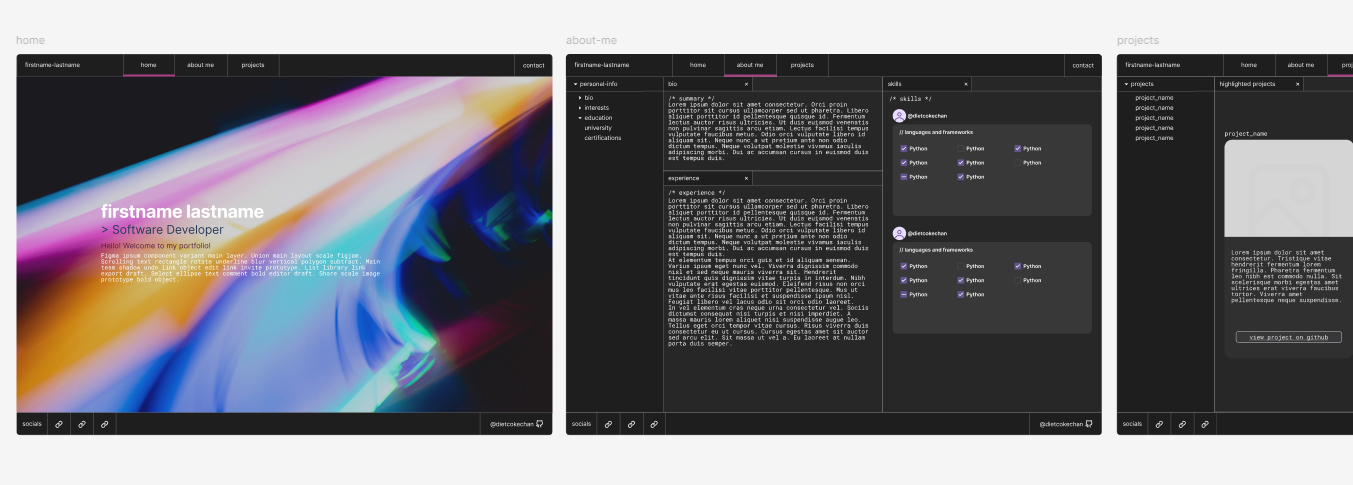 home
firstname-lastname
home
about me
projects
contact
firstname lastname
> Software Developer
Hello! Welcome to my portfolio!
Figma ipsum component variant main layer. Union main layout scale figjam.
Scrolling text rectangle rotate underline blur vertical polygon subtract. Main
team shadow undo link object edit link invite prototype. List library link
export draft. Select ellipse text comment bold editor draft. Share scale image
prototype bold object.
socials
@dietcokechan
about-me
firstname-lastname
home
about me
projects
contact
personal-info
bio
interests
education
university
certifications
bio ×
/* summary */
Lorem ipsum dolor sit amet consectetur. Orci proin
porttitor sit cursus ullamcorper sed ut pharetra. Libero
aliquet porttitor id pellentesque quisque id. Fermentum
lectus auctor risus ultricies. Ut duis euismod venenatis
non pulvinar sagittis arcu etiam. Lectus facilisi tempus
vulputate faucibus metus. Odio orci vulputate libero id
aliquam sit. Neque nunc a ut pretium ante non odio
dictum tempus. Neque volutpat molestie vivamus iaculis
adipiscing morbi. Dui ac accumsan cursus in euismod duis
est tempus duis.
experience ×
/* experience */
Lorem ipsum dolor sit amet consectetur. Orci proin
porttitor sit cursus ullamcorper sed ut pharetra. Libero
aliquet porttitor id pellentesque quisque id. Fermentum
lectus auctor risus ultricies. Ut duis euismod venenatis
non pulvinar sagittis arcu etiam. Lectus facilisi tempus
vulputate faucibus metus. Odio orci vulputate libero id
aliquam sit. Neque nunc a ut pretium ante non odio
dictum tempus. Neque volutpat molestie vivamus iaculis
adipiscing morbi. Dui ac accumsan cursus in euismod duis
est tempus duis.
At elementum tempus orci quis et id aliquam aenean.
Varius ipsum eget nunc vel. Viverra dignissim commodo
nisl et sed neque mauris viverra sit. Hendrerit
tincidunt quis dignissim vitae turpis in interdum. Nibh
vulputate erat egestas euismod. Eleifend risus non orci
mus leo facilisi vitae porttitor pellentesque. Mus ut
vitae ante risus facilisi et suspendisse ipsum nisl.
Feugiat libero vel lacus odio sit orci odio laoreet.
In vel elementum cras neque urna consectetur vel. Sociis
dictumst consequat nisi turpis et nisi imperdiet. A
massa mauris lorem aliquet nisi suspendisse augue leo.
Tellus eget orci tempor vitae cursus. Risus viverra duis
consectetur eu ut cursus. Cursus egestas amet sit auctor
sed arcu elit. Sit massa ut vel a. Eu laoreet at nullam
porta duis semper.
skills ×
/* skills */
@dietcokechan
// languages and frameworks
Python Python Python
Python Python Python
Python Python
@dietcokechan
// languages and frameworks
Python Python Python
Python Python Python
Python Python
socials
@dietcokechan
projects
firstname-lastname
home
about me
proj
projects
project_name
project_name
project_name
project_name
project_name
highlighted projects ×
project_name
Lorem ipsum dolor sit amet
consectetur. Tristique vitae
hendrerit fermentum lorem
fringilla. Pharetra fermentum
leo nibh est nulla. Sit
scelerisque morbi egestas amet
ultrices erat viverra faucibus
tortor. Viverra amet
pellentesque neque suspendisse.
view project on github
socials